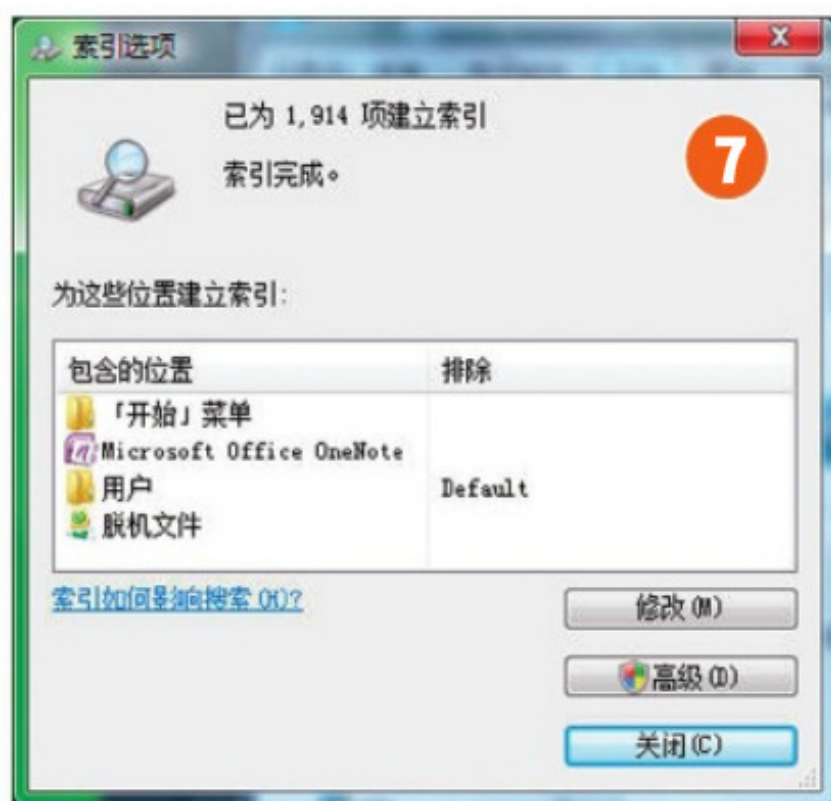 索引选项
已为 1,914 项建立索引
7
索引完成。
为这些位置建立索引:
包含的位置 排除
「开始」菜单
Microsoft Office OneNote
用户 Default
脱机文件
索引如何影响搜索(H)?
修改(M)
高级(D)
关闭(C)